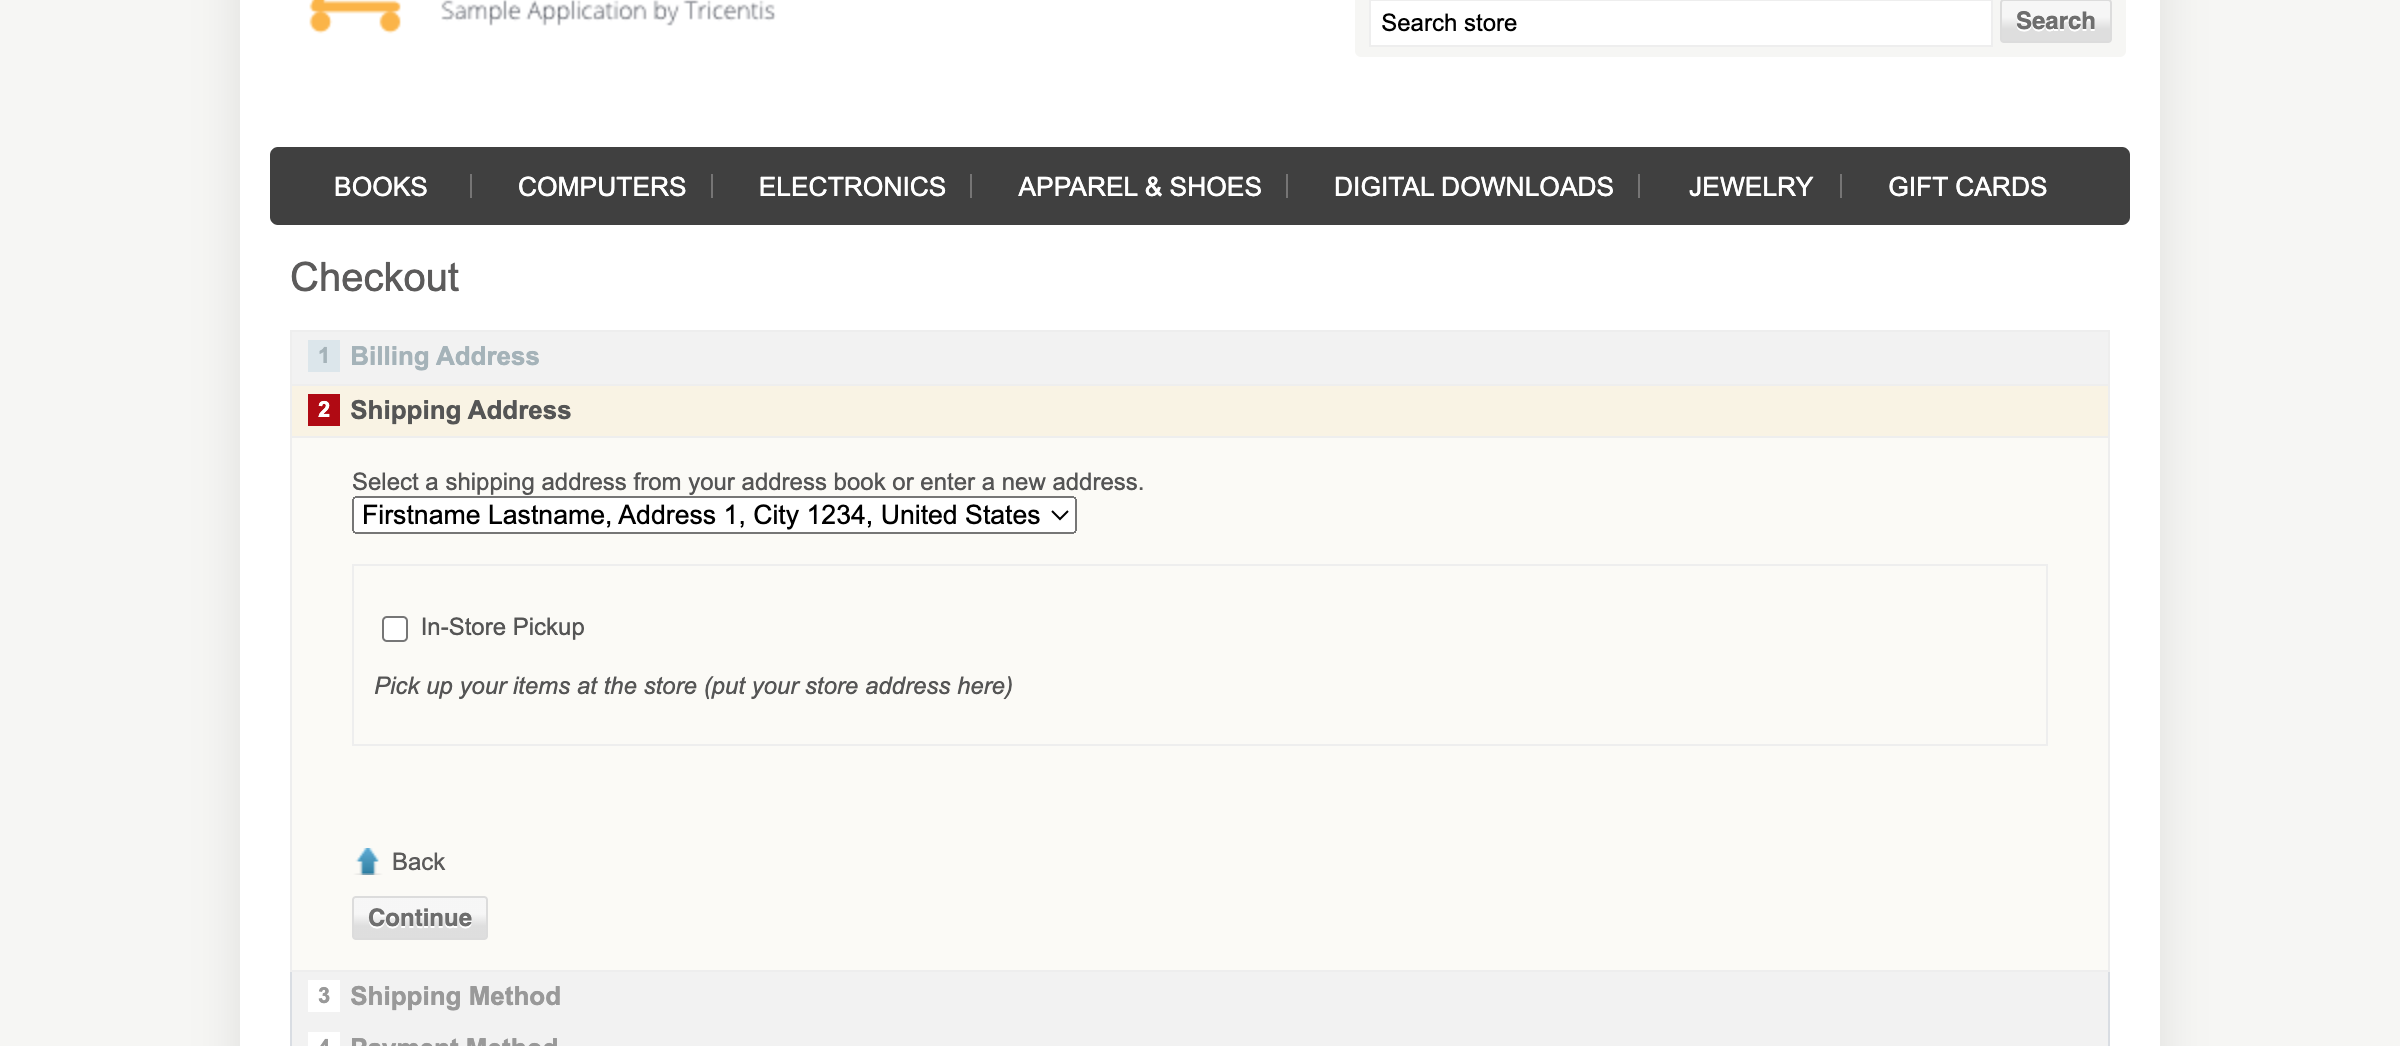 Sample Application by Tricentis
Search store
Search
BOOKS
COMPUTERS
ELECTRONICS
APPAREL & SHOES
DIGITAL DOWNLOADS
JEWELRY
GIFT CARDS
Checkout
1 Billing Address
2 Shipping Address
Select a shipping address from your address book or enter a new address.
Firstname Lastname, Address 1, City 1234, United States
In-Store Pickup
Pick up your items at the store (put your store address here)
Back
Continue
3 Shipping Method
4 Payment Method